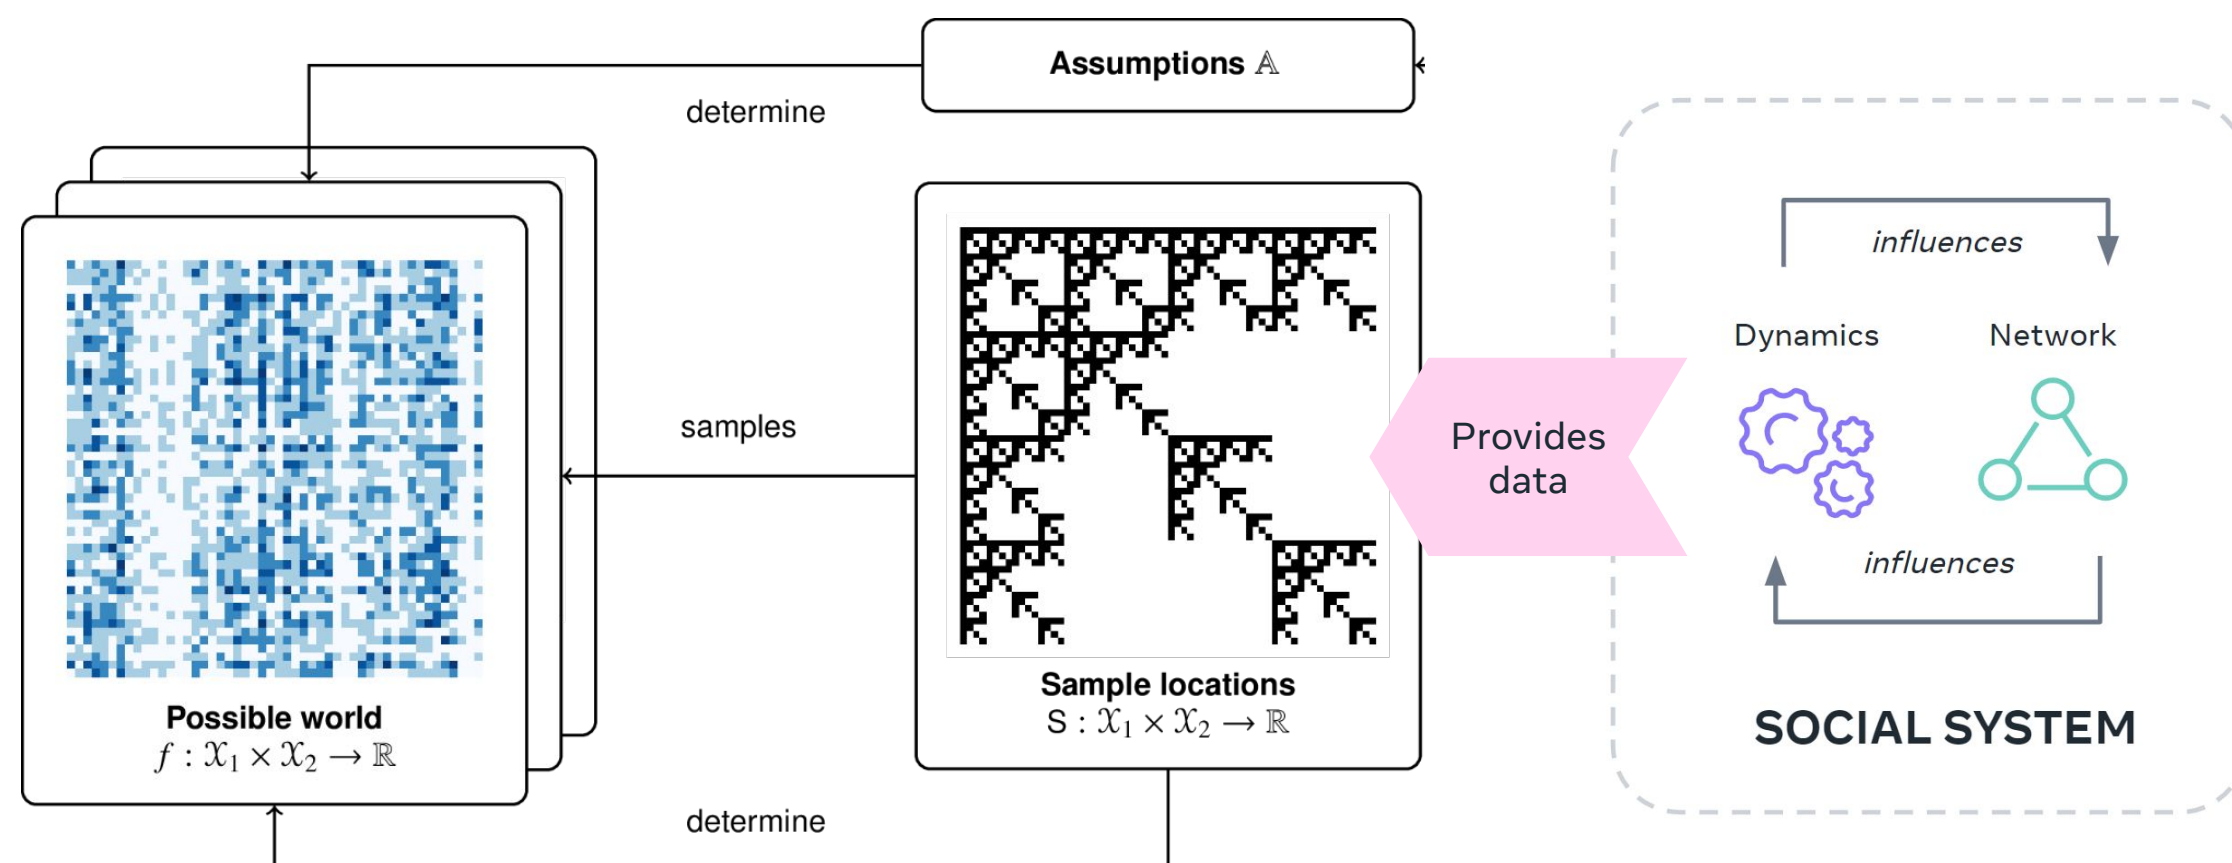 Assumptions 𝔸
determine
influences
Dynamics
Network
samples
Provides
data
influences
Sample locations
S : 𝒳₁ × 𝒳₂ → ℝ
Possible world
f : 𝒳₁ × 𝒳₂ → ℝ
SOCIAL SYSTEM
determine